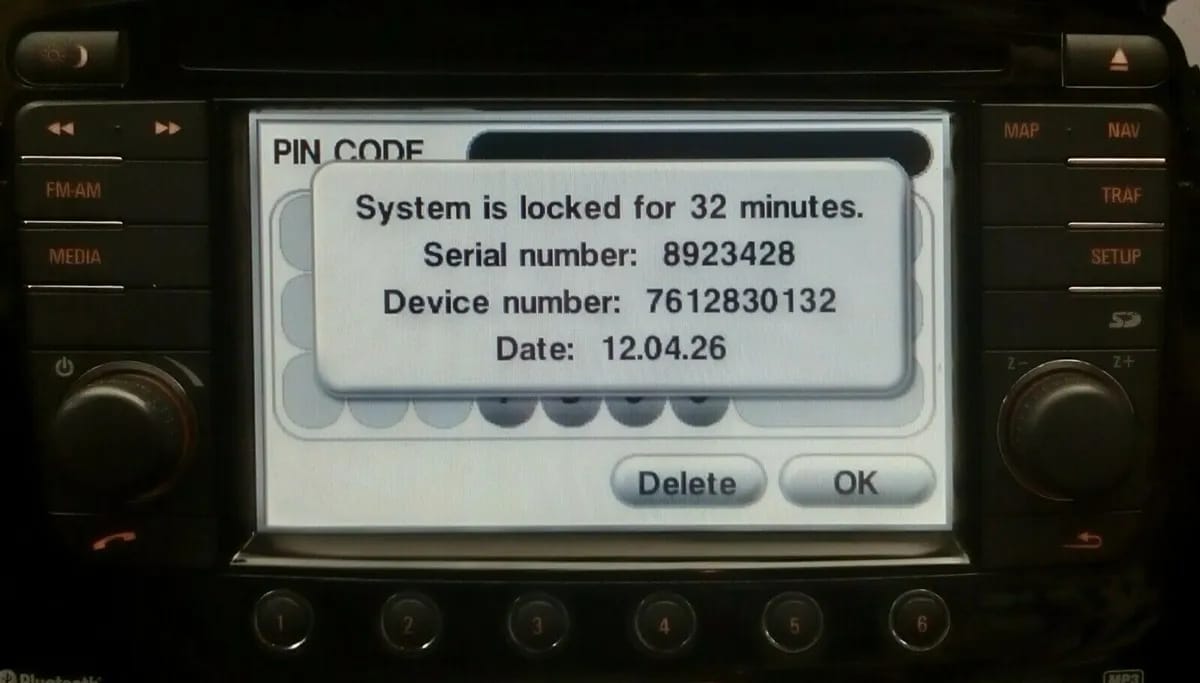 PIN CODE
System is locked for 32 minutes.
Serial number: 8923428
Device number: 7612830132
Date: 12.04.26
Delete
OK
FM-AM
MEDIA
MAP
NAV
TRAF
SETUP
Z-
Z+
1
2
3
4
5
6
Bluetooth
MP3